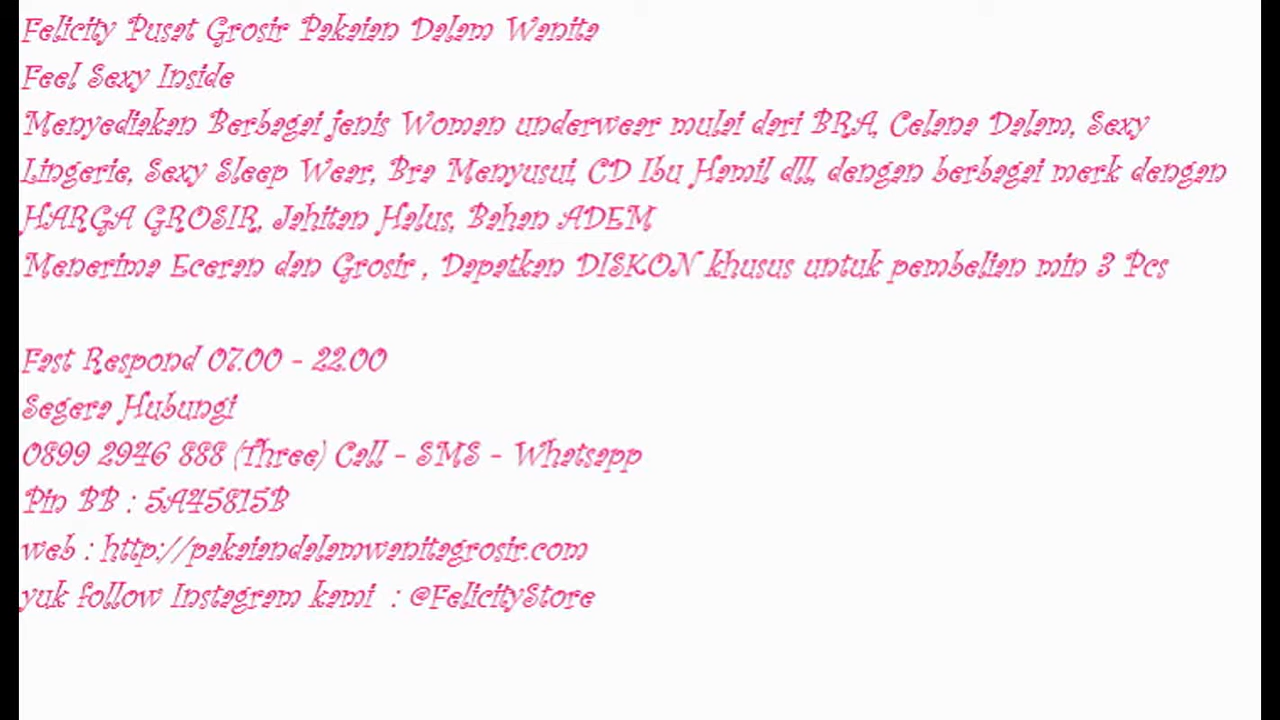 Felicity Pusat Grosir Pakaian Dalam Wanita
Feel Sexy Inside
Menyediakan Berbagai jenis Woman underwear mulai dari BRA, Celana Dalam, Sexy
Lingerie, Sexy Sleep Wear, Bra Menyusui, CD Ibu Hamil dll, dengan berbagai merk dengan
HARGA GROSIR, Jahitan Halus, Bahan ADEM
Menerima Eceran dan Grosir , Dapatkan DISKON khusus untuk pembelian min 3 Pcs
Fast Respond 07.00 - 22.00
Segera Hubungi
0899 2946 888 (Three) Call - SMS - Whatsapp
Pin BB : 5A45815B
web : http://pakaiandalamwanitagrosir.com
yuk follow Instagram kami : @FelicityStore